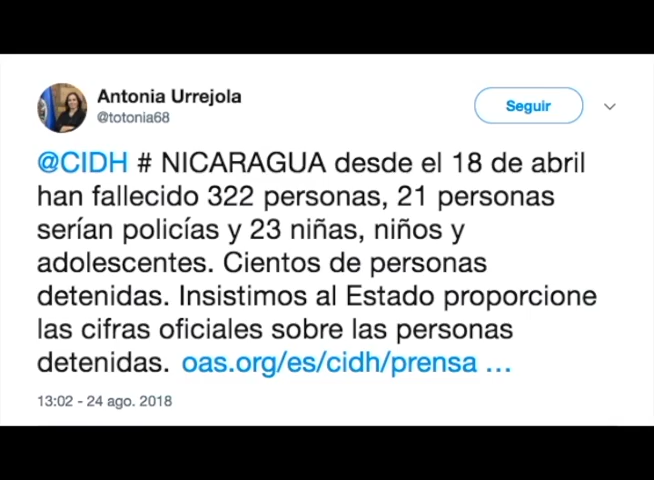 Antonia Urrejola
@totonia68
Seguir
@CIDH # NICARAGUA desde el 18 de abril
han fallecido 322 personas, 21 personas
serían policías y 23 niñas, niños y
adolescentes. Cientos de personas
detenidas. Insistimos al Estado proporcione
las cifras oficiales sobre las personas
detenidas. oas.org/es/cidh/prensa ...
13:02 - 24 ago. 2018